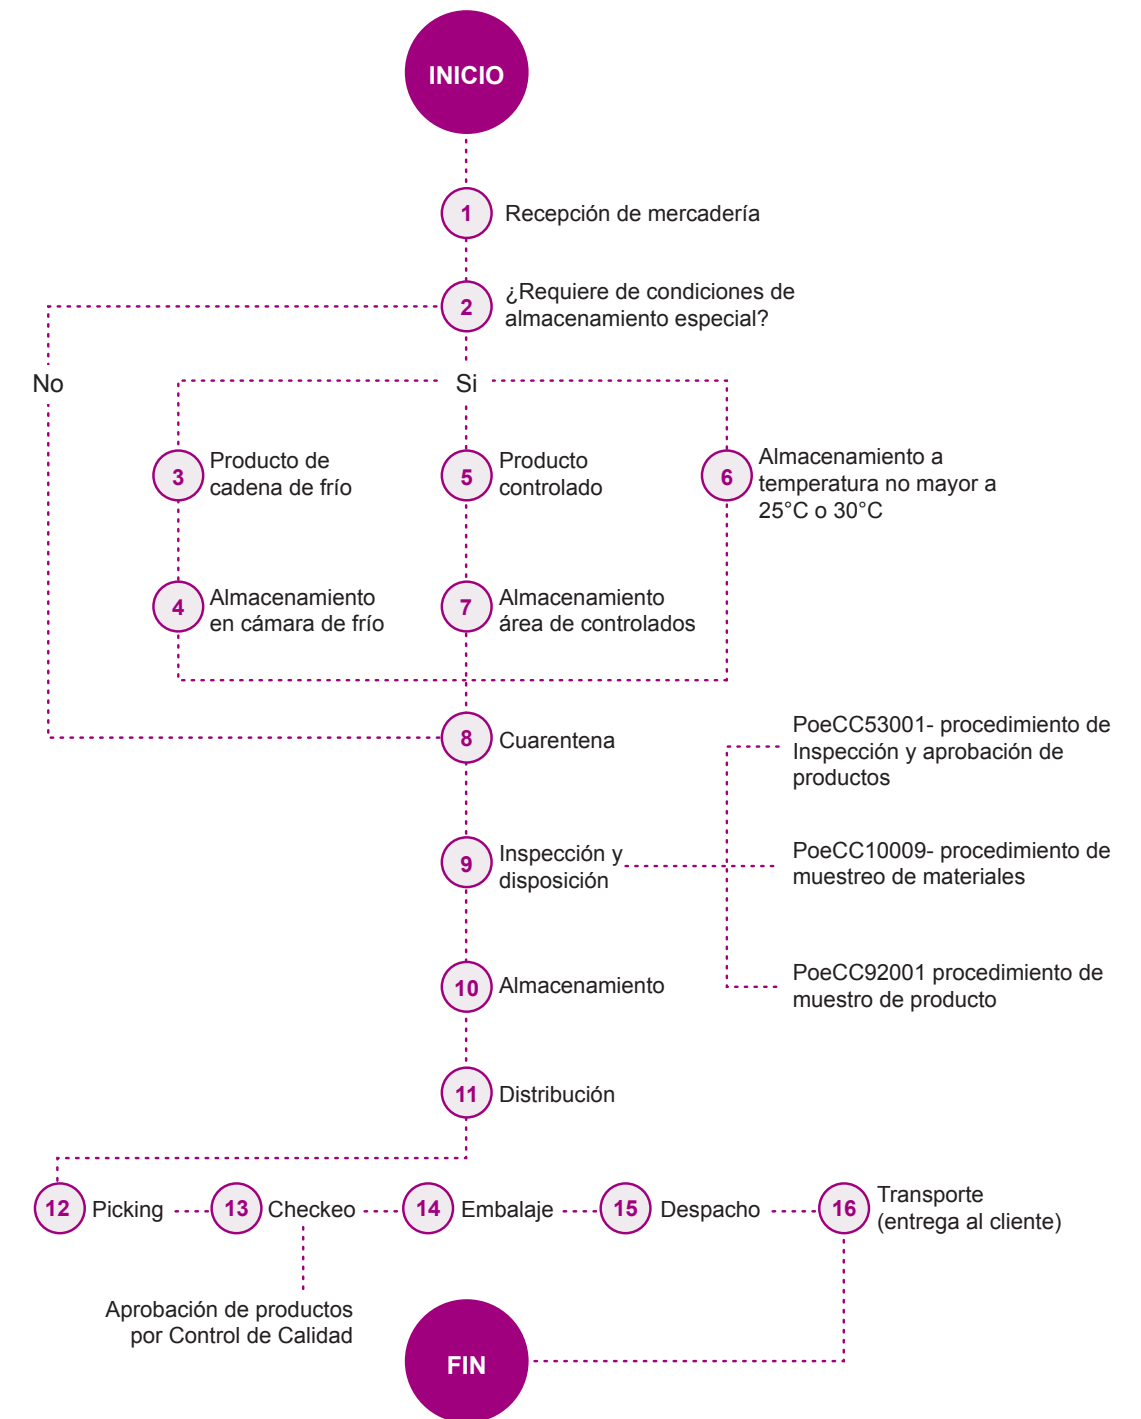 INICIO
1
Recepción de mercadería
2
¿Requiere de condiciones de
almacenamiento especial?
No
Si
3
Producto de
cadena de frío
5
Producto
controlado
6
Almacenamiento a
temperatura no mayor a
25°C o 30°C
4
Almacenamiento
en cámara de frío
7
Almacenamiento
área de controlados
8
Cuarentena
PoeCC53001- procedimiento de
Inspección y aprobación de
productos
9
Inspección y
disposición
PoeCC10009- procedimiento de
muestreo de materiales
10
Almacenamiento
PoeCC92001 procedimiento de
muestro de producto
11
Distribución
12
Picking
13
Checkeo
14
Embalaje
15
Despacho
16
Transporte
(entrega al cliente)
Aprobación de productos
por Control de Calidad
FIN